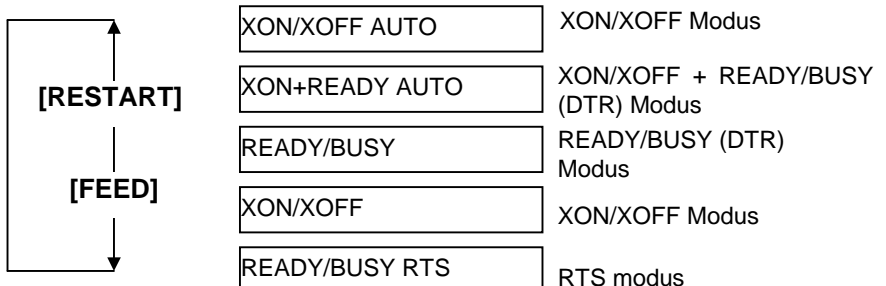 XON/XOFF AUTO
XON/XOFF Modus
[RESTART]
XON+READY AUTO
XON/XOFF + READY/BUSY
(DTR) Modus
READY/BUSY
READY/BUSY (DTR)
Modus
[FEED]
XON/XOFF
XON/XOFF Modus
READY/BUSY RTS
RTS modus